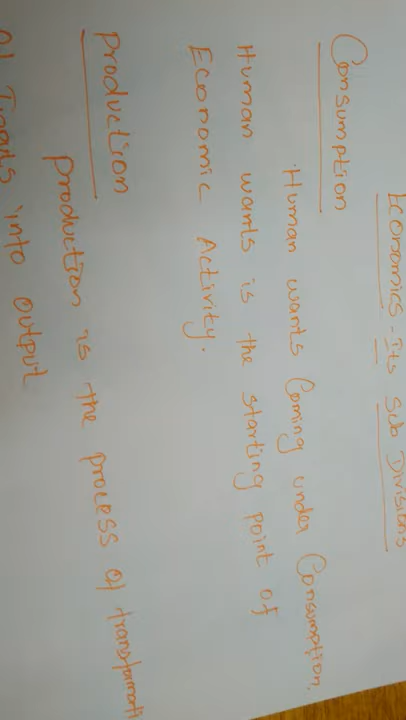 Economics - Its Sub Divisions
Consumption
Human wants Coming under Consumption.
Human wants is the starting point of
Economic Activity.
production
production is the process of transformati
of Inputs into output